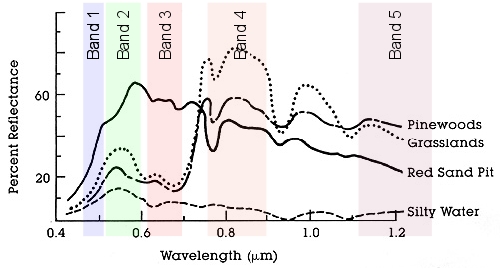 Band 1
Band 2
Band 3
Band 4
Band 5
Percent Reflectance
60
20
Pinewoods
Grasslands
Red Sand Pit
Silty Water
0.4
0.6
0.8
1.0
1.2
Wavelength (μm)